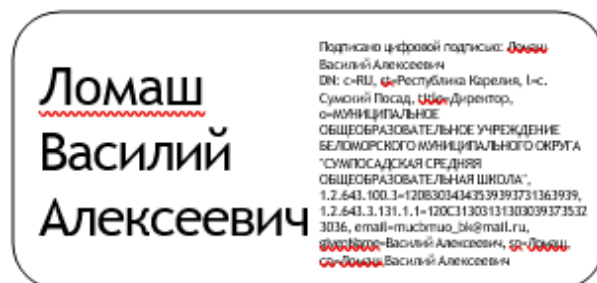 Ломаш
Василий
Алексеевич
Подписано цифровой подписью: Ломаш
Василий Алексеевич
DN: c=RU, st=Республика Карелия, l=с.
Сумский Посад, title=Директор,
o=МУНИЦИПАЛЬНОЕ
ОБЩЕОБРАЗОВАТЕЛЬНОЕ УЧРЕЖДЕНИЕ
БЕЛОМОРСКОГО МУНИЦИПАЛЬНОГО ОКРУГА
"СУМПОСАДСКАЯ СРЕДНЯЯ
ОБЩЕОБРАЗОВАТЕЛЬНАЯ ШКОЛА",
1.2.643.100.3=120B3034343539393731363939,
1.2.643.3.131.1.1=120C31303131303039373532
3036, email=mucbmuo_bk@mail.ru,
givenName=Василий Алексеевич, sn=Ломаш,
cn=Ломаш Василий Алексеевич